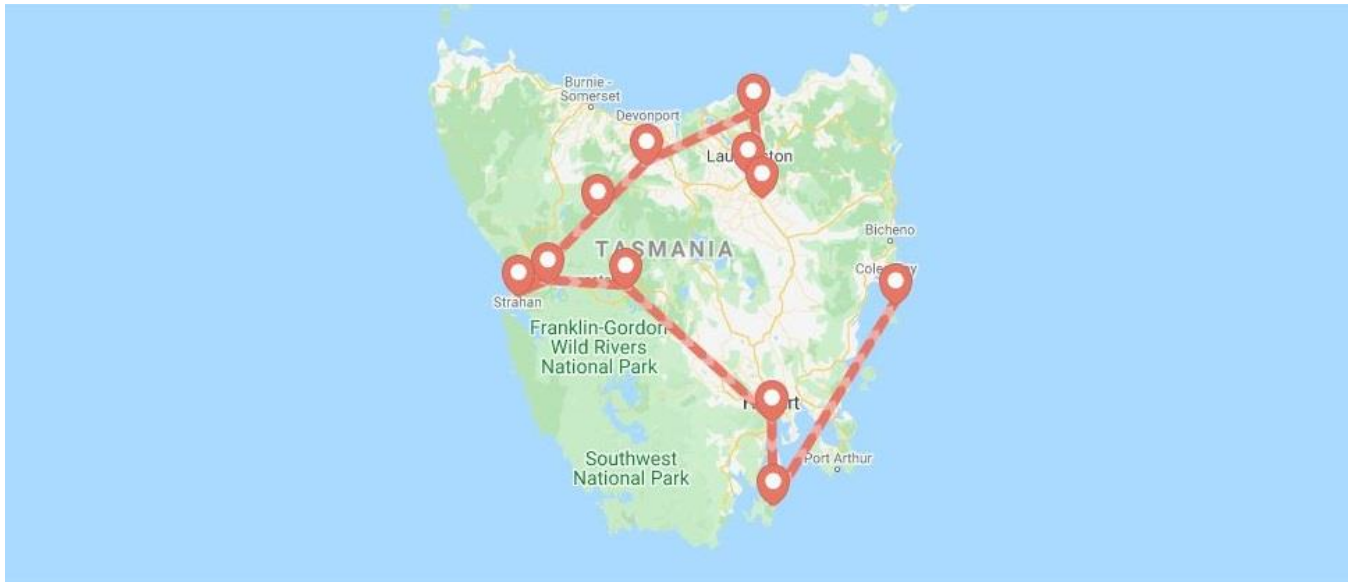 Burnie -
Somerset
Devonport
TASMANIA
Bicheno
Strahan
Franklin-Gordon
Wild Rivers
National Park
Southwest
National Park
Port Arthur